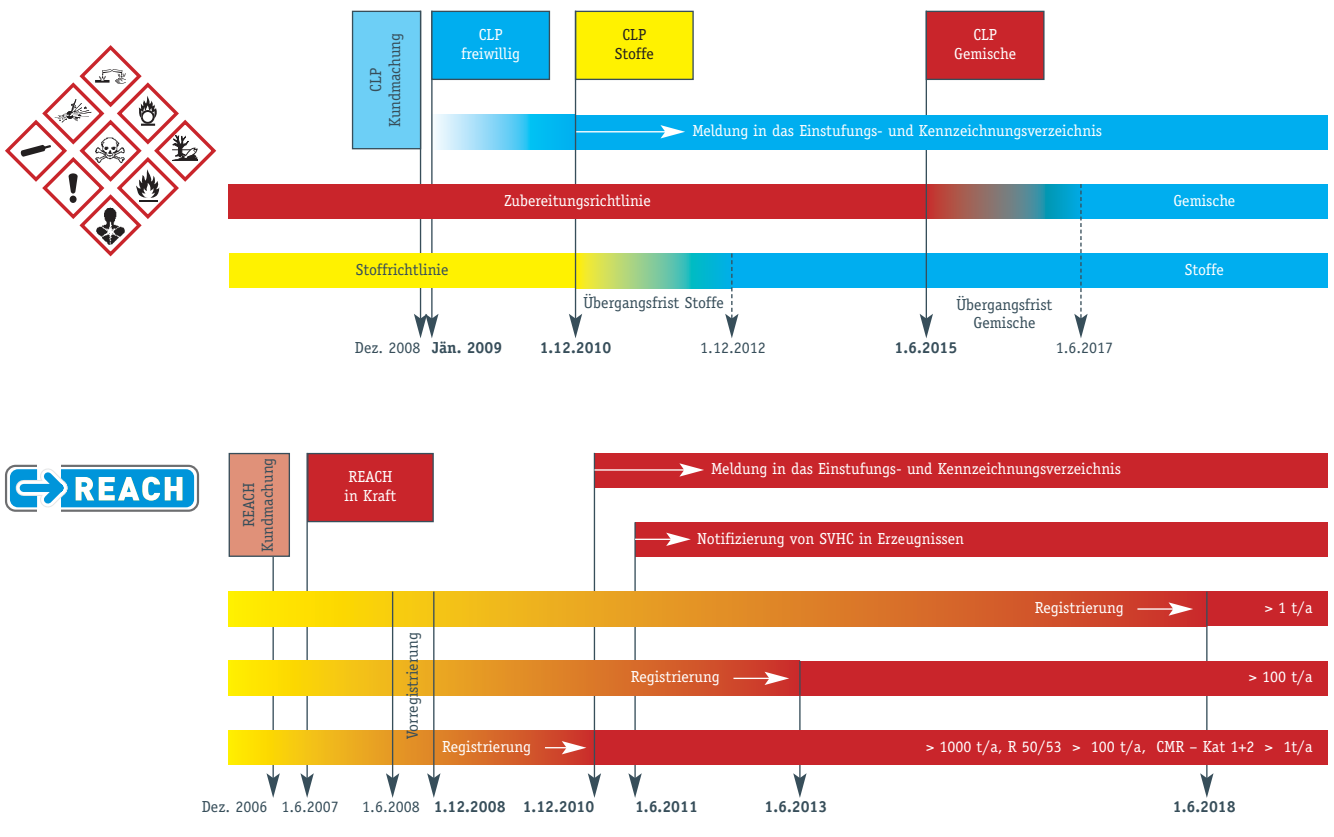 CLP
Kundmachung
CLP
freiwillig
CLP
Stoffe
CLP
Gemische
Meldung in das Einstufungs- und Kennzeichnungsverzeichnis
Zubereitungsrichtlinie
Gemische
Stoffrichtlinie
Stoffe
Übergangsfrist Stoffe
Übergangsfrist
Gemische
Dez. 2008 Jän. 2009 1.12.2010 1.12.2012 1.6.2015 1.6.2017
REACH
REACH
Kundmachung
REACH
in Kraft
Meldung in das Einstufungs- und Kennzeichnungsverzeichnis
Notifizierung von SVHC in Erzeugnissen
Registrierung > 1 t/a
Vorregistrierung
Registrierung > 100 t/a
Registrierung > 1000 t/a, R 50/53 > 100 t/a, CMR – Kat 1+2 > 1t/a
Dez. 2006 1.6.2007 1.6.2008 1.12.2008 1.12.2010 1.6.2011 1.6.2013 1.6.2018